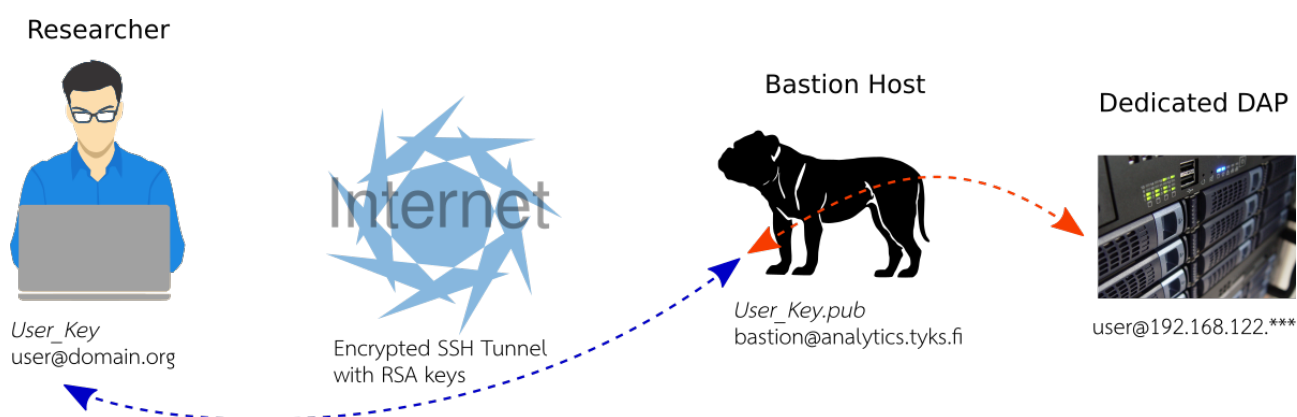 Researcher
Internet
Bastion Host
Dedicated DAP
User_Key
user@domain.org
Encrypted SSH Tunnel
with RSA keys
User_Key.pub
bastion@analytics.tyks.fi
user@192.168.122.***